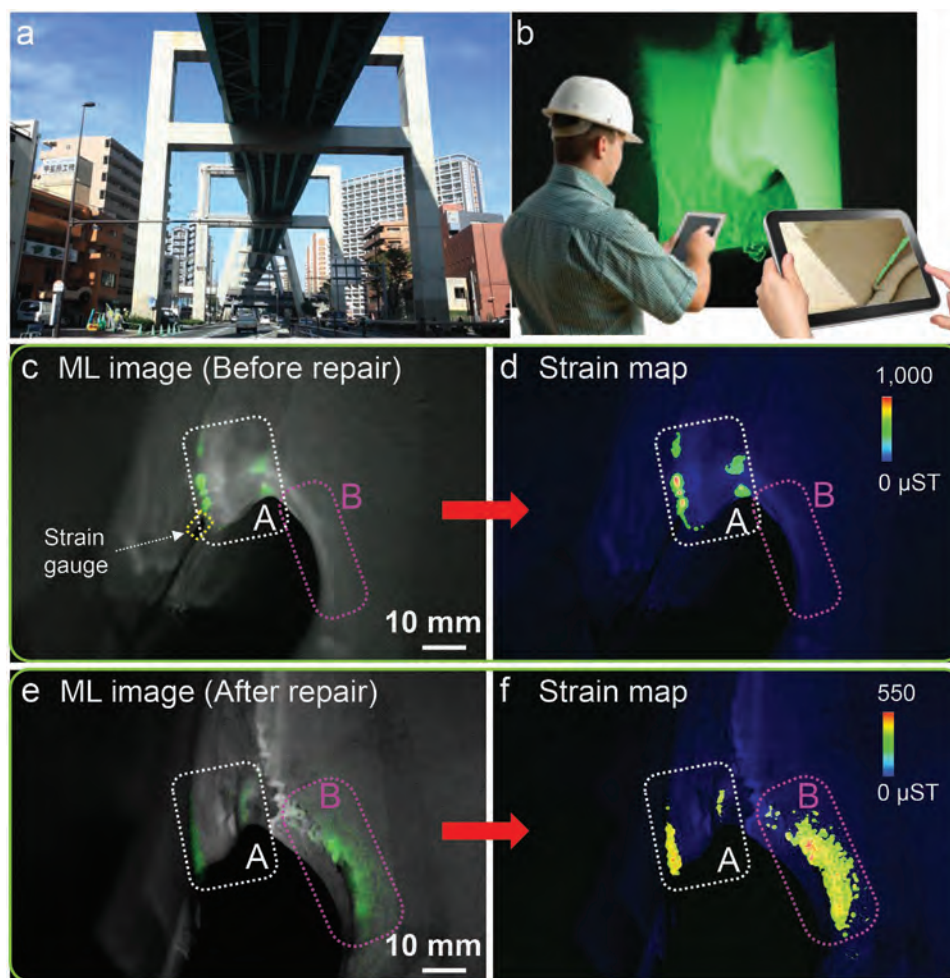 a
b
c ML image (Before repair)
A
B
Strain
gauge
10 mm
d Strain map
1,000
0 μST
A
B
e ML image (After repair)
A
B
10 mm
f Strain map
550
0 μST
A
B